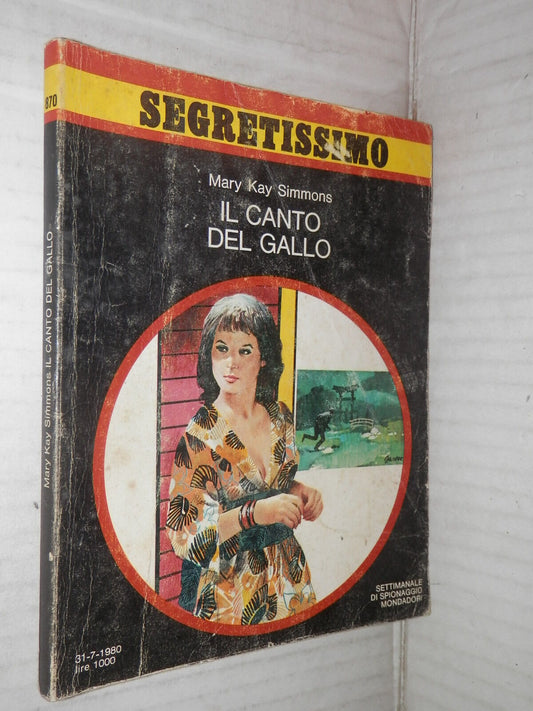 870
Mary Kay Simmons IL CANTO DEL GALLO
SEGRETISSIMO
Mary Kay Simmons
IL CANTO
DEL GALLO
SETTIMANALE
DI SPIONAGGIO
MONDADORI
31-7-1980
lire 1000